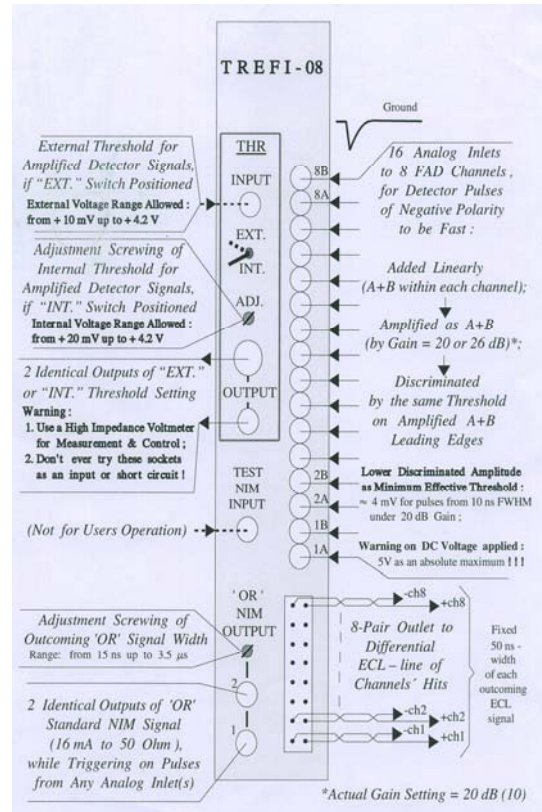 TREFI-08
Ground
External Threshold for
Amplified Detector Signals,
if "EXT." Switch Positioned
External Voltage Range Allowed :
from + 10 mV up to + 4.2 V
Adjustment Screwing of
Internal Threshold for
Amplified Detector Signals,
if "INT." Switch Positioned
Internal Voltage Range Allowed :
from + 20 mV up to + 4.2 V
2 Identical Outputs of "EXT."
or "INT." Threshold Setting
Warning :
1. Use a High Impedance Voltmeter
for Measurement & Control ;
2. Don't ever try these sockets
as an input or short circuit !
(Not for Users Operation)
Adjustment Screwing of
Outcoming 'OR' Signal Width
Range: from 15 ns up to 3.5 µs
2 Identical Outputs of 'OR'
Standard NIM Signal
(16 mA to 50 Ohm ),
while Triggering on Pulses
from Any Analog Inlet(s)
THR
INPUT
EXT.
INT.
ADJ.
OUTPUT
TEST
NIM
INPUT
' OR '
NIM
OUTPUT
2
1
8B
8A
2B
2A
1B
1A
16 Analog Inlets
to 8 FAD Channels ,
for Detector Pulses
of Negative Polarity
to be Fast :
Added Linearly
(A+B within each channel);
Amplified as A+B
(by Gain = 20 or 26 dB)*;
Discriminated
by the same Threshold
on Amplified A+B
Leading Edges
Lower Discriminated Amplitude
as Minimum Effective Threshold :
≈ 4 mV for pulses from 10 ns FWHM
under 20 dB Gain ;
Warning on DC Voltage applied :
5V as an absolute maximum ! ! !
-ch8
+ch8
8-Pair Outlet to
Differential
ECL – line of
Channels´ Hits
-ch2
+ch2
-ch1
+ch1
Fixed
50 ns -
width
of each
outcoming
ECL
signal
*Actual Gain Setting = 20 dB (10)